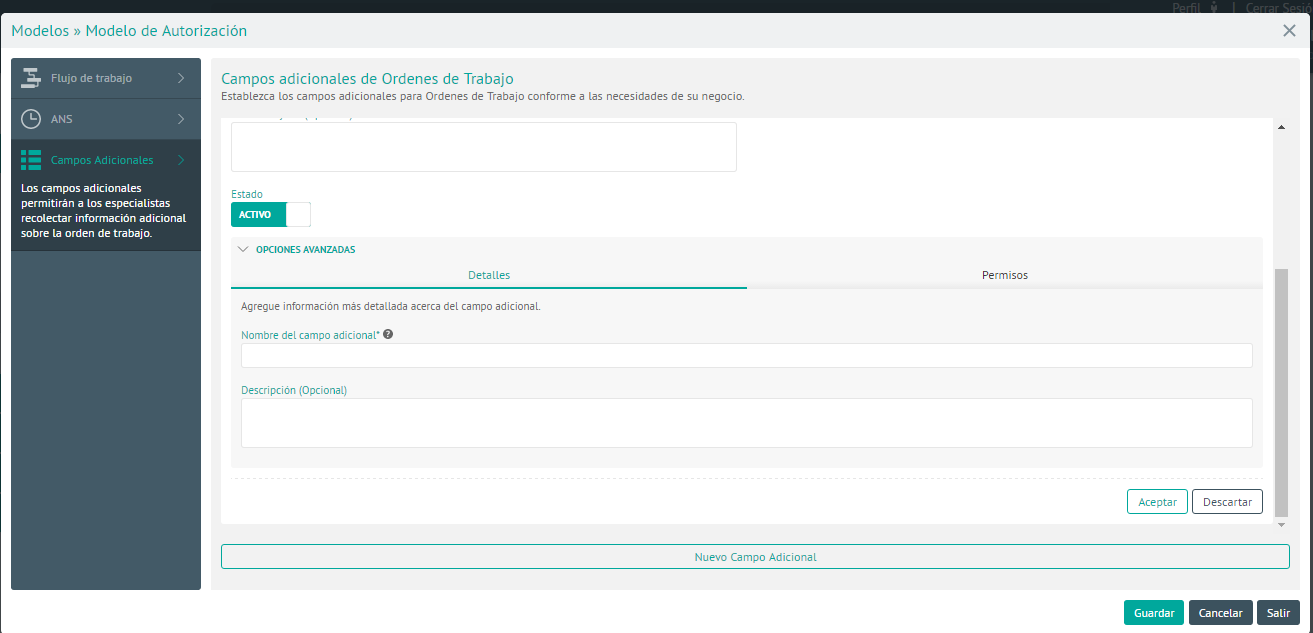 Perfil | Cerrar Sesió
Modelos » Modelo de Autorización
Flujo de trabajo
ANS
Campos Adicionales
Los campos adicionales
permitirán a los especialistas
recolectar información adicional
sobre la orden de trabajo.
Campos adicionales de Ordenes de Trabajo
Establezca los campos adicionales para Ordenes de Trabajo conforme a las necesidades de su negocio.
Estado
ACTIVO
OPCIONES AVANZADAS
Detalles
Permisos
Agregue información más detallada acerca del campo adicional.
Nombre del campo adicional*
Descripción (Opcional)
Aceptar
Descartar
Nuevo Campo Adicional
Guardar
Cancelar
Salir